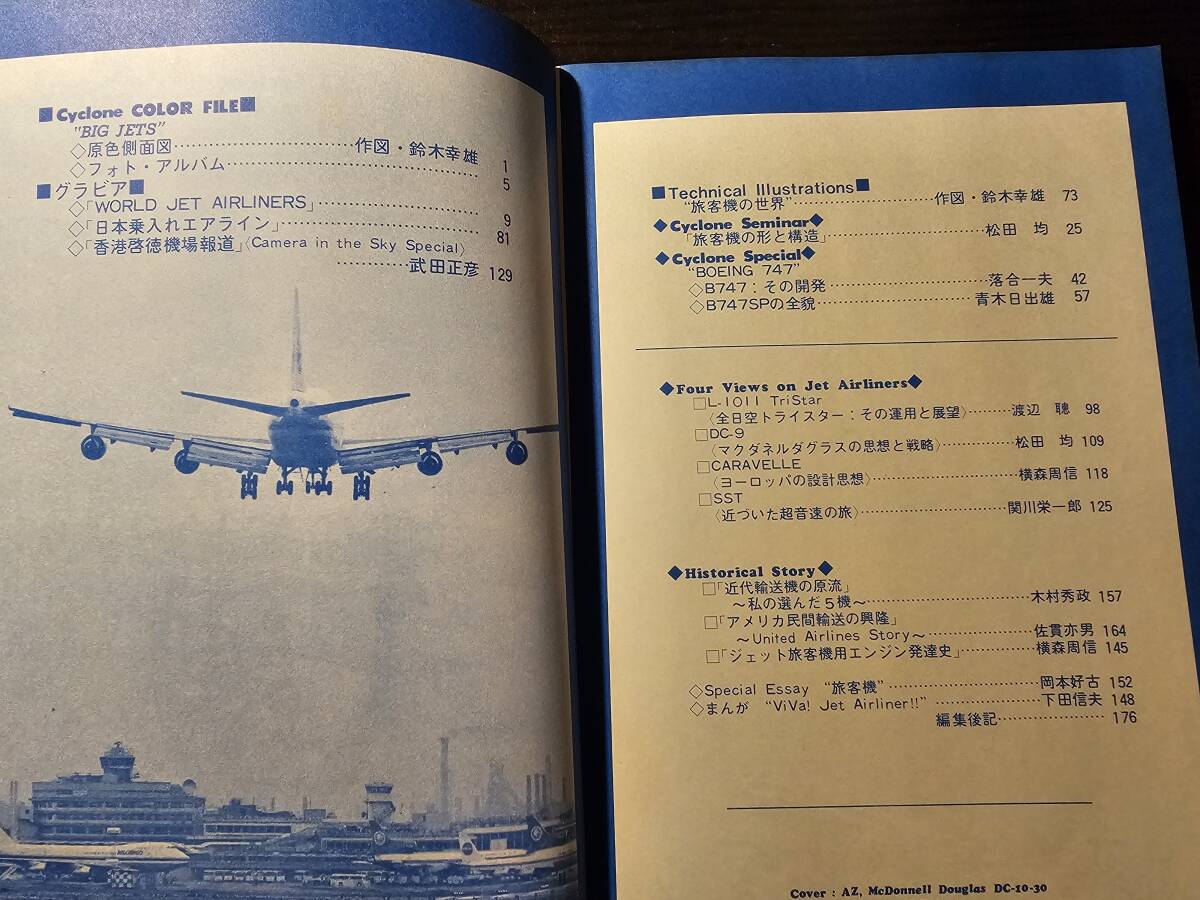 ■Cyclone COLOR FILE■
"BIG JETS"
◇原色側面図……………………作図・鈴木幸雄 1
◇フォト・アルバム…………………………………… 5
■グラビア■
◇「WORLD JET AIRLINERS」……………………… 9
◇「日本乗入れエアライン」………………………… 81
◇「香港啓徳機場報道」〈Camera in the Sky Special〉
…………武田正彦 129
■Technical Illustrations■
“旅客機の世界”……………………作図・鈴木幸雄 73
◆Cyclone Seminar◆
「旅客機の形と構造」……………………松田 均 25
◆Cyclone Special◆
“BOEING 747”
◇B747：その開発……………………落合一夫 42
◇B747SPの全貌……………………青木日出雄 57
◆Four Views on Jet Airliners◆
□L-1011 TriStar
〈全日空トライスター：その運用と展望〉………渡辺 聰 98
□DC-9
〈マクダネルダグラスの思想と戦略〉…………松田 均 109
□CARAVELLE
〈ヨーロッパの設計思想〉……………………横森周信 118
□SST
〈近づいた超音速の旅〉……………………関川栄一郎 125
◆Historical Story◆
□「近代輸送機の原流」
～私の選んだ5機～……………………木村秀政 157
□「アメリカ民間輸送の興隆」
～United Airlines Story～……………佐貫亦男 164
□「ジェット旅客機用エンジン発達史」…………横森周信 145
◇Special Essay “旅客機”……………………岡本好古 152
◇まんが “ViVa! Jet Airliner!!”………………下田信夫 148
編集後記………………… 176
Cover : AZ, McDonnell Douglas DC-10-30